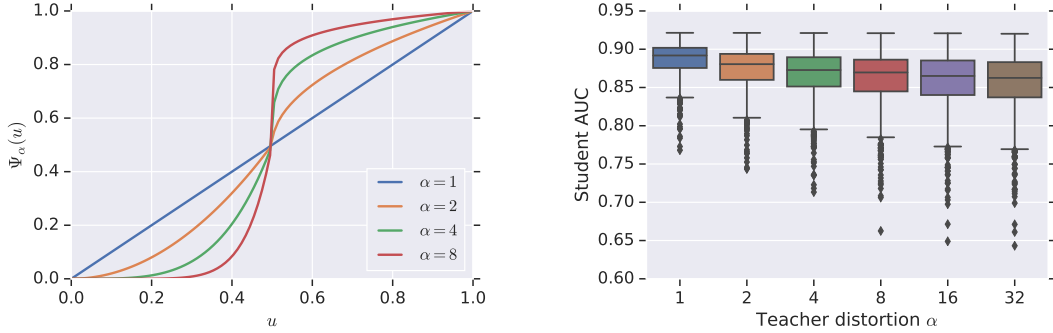 1.0
0.8
0.6
0.4
0.2
0.0
0.0 0.2 0.4 0.6 0.8 1.0
Ψα(u)
u
α = 1
α = 2
α = 4
α = 8
0.95
0.90
0.85
0.80
0.75
0.70
0.65
0.60
1 2 4 8 16 32
Student AUC
Teacher distortion α